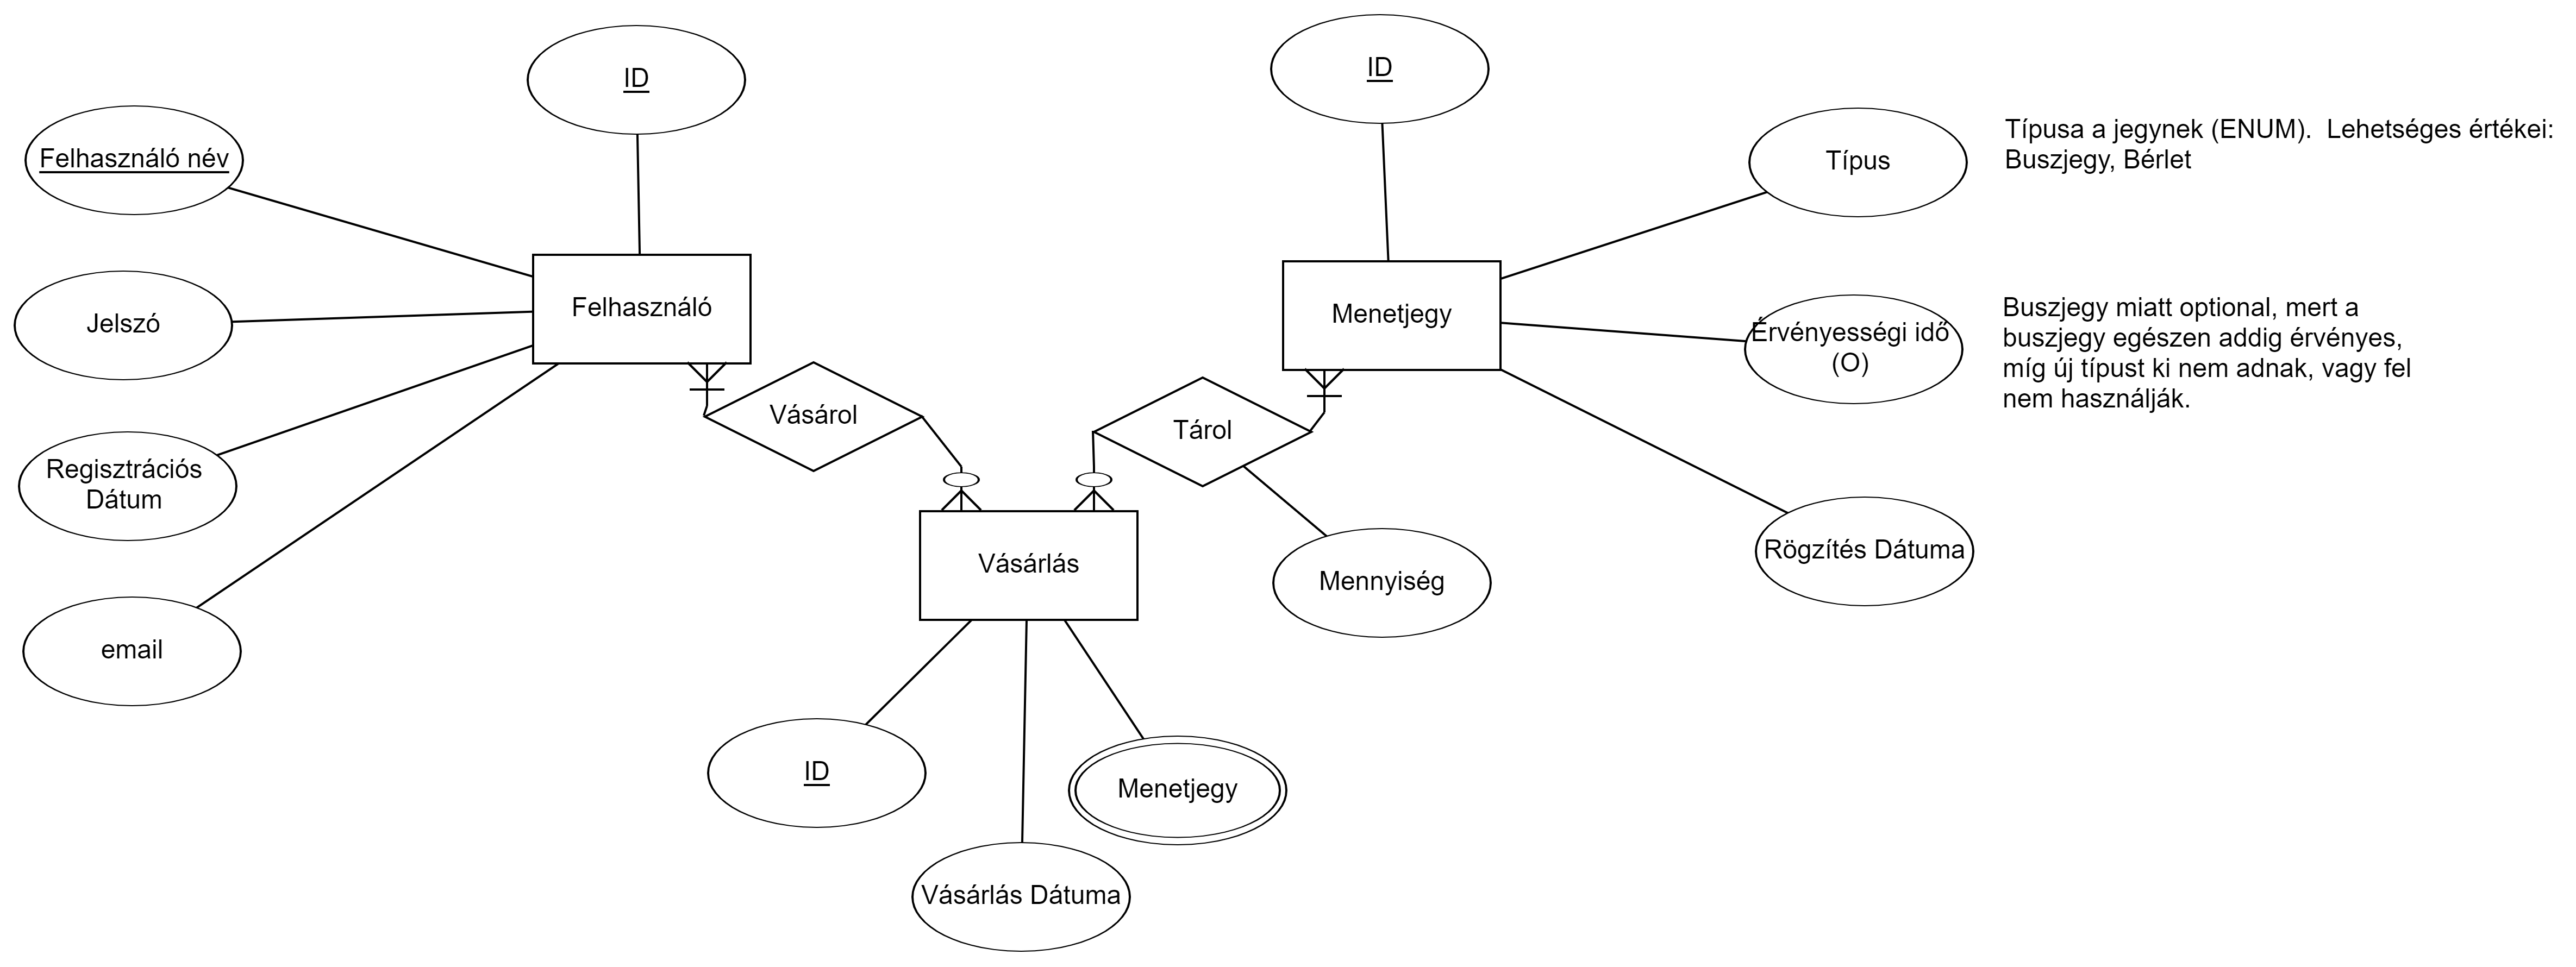 ID
ID
Felhasználó név
Típus
Típusa a jegynek (ENUM).  Lehetséges értékei:
Buszjegy, Bérlet
Felhasználó
Menetjegy
Jelszó
Érvényességi idő
(O)
Buszjegy miatt optional, mert a
buszjegy egészen addig érvényes,
míg új típust ki nem adnak, vagy fel
nem használják.
Vásárol
Tárol
Regisztrációs
Dátum
Vásárlás
Mennyiség
Rögzítés Dátuma
email
ID
Menetjegy
Vásárlás Dátuma